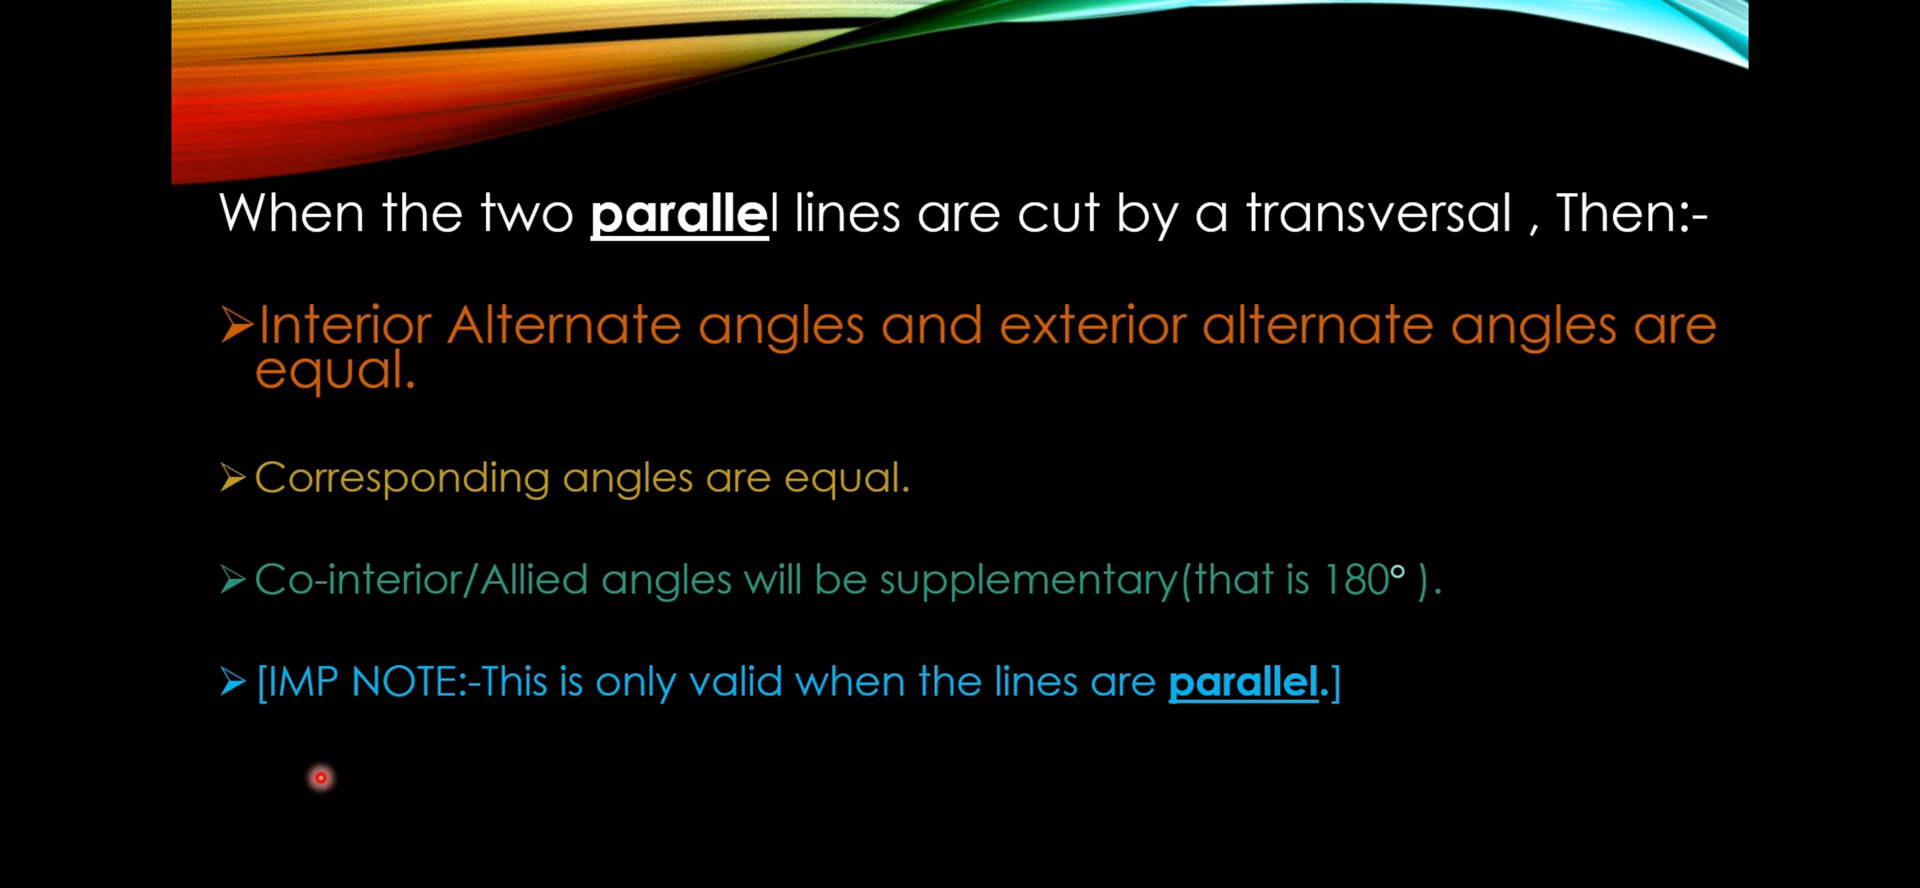 When the two parallel lines are cut by a transversal , Then:-
➢Interior Alternate angles and exterior alternate angles are
equal.
➢Corresponding angles are equal.
➢Co-interior/Allied angles will be supplementary(that is 180° ).
➢[IMP NOTE:-This is only valid when the lines are parallel.]